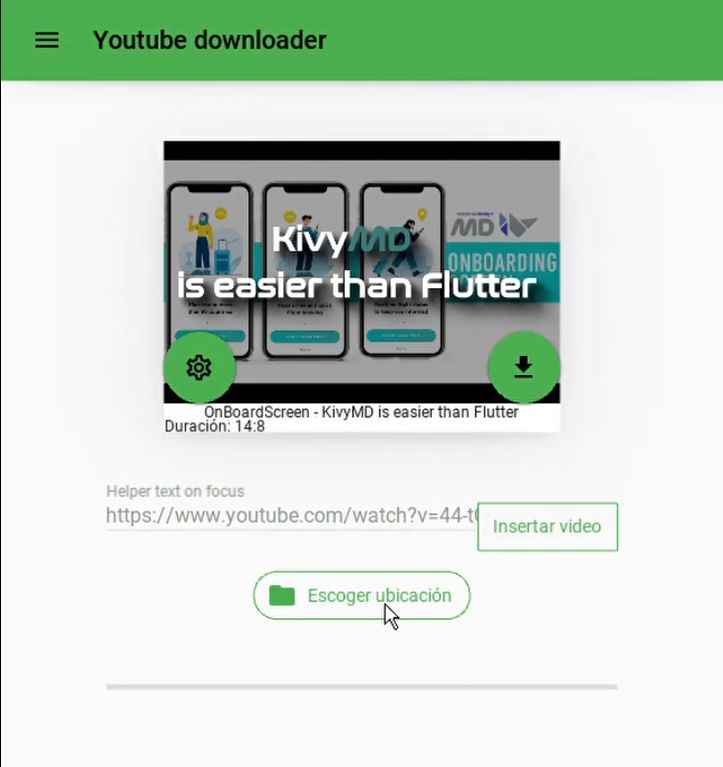 Youtube downloader
KivyMD
is easier than Flutter
MD
ONBOARDING
OnBoardScreen - KivyMD is easier than Flutter
Duración: 14:8
Helper text on focus
https://www.youtube.com/watch?v=44-t
Insertar video
Escoger ubicación